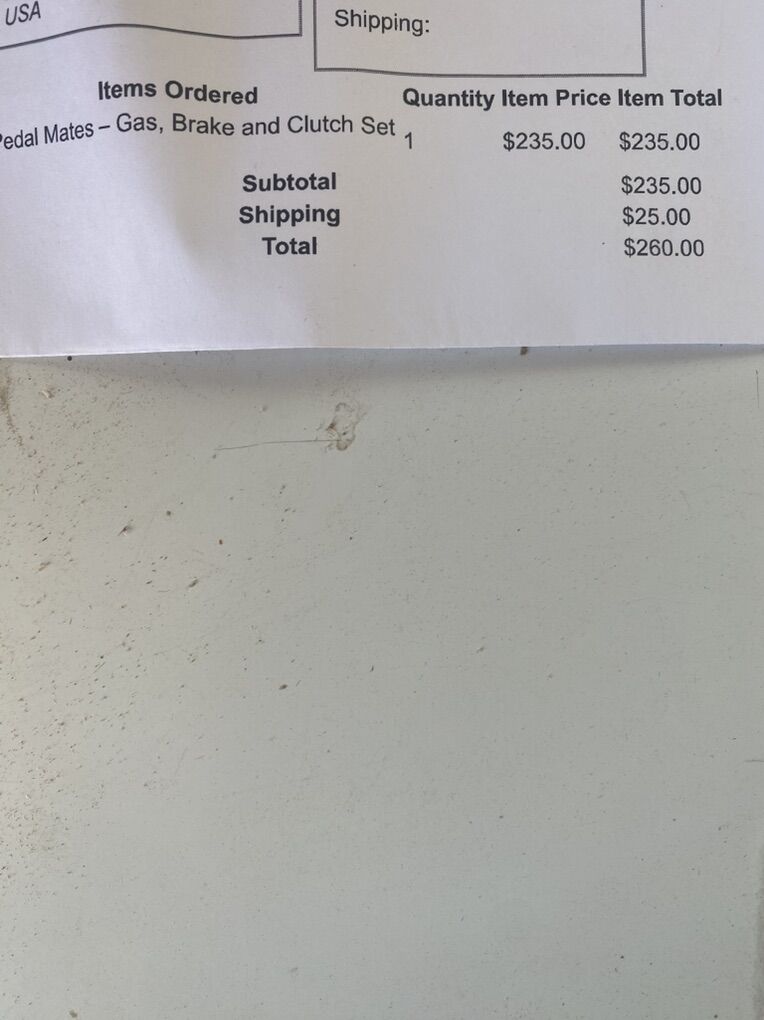 USA
Shipping:
Items Ordered Quantity Item Price Item Total
Pedal Mates – Gas, Brake and Clutch Set 1 $235.00 $235.00
Subtotal $235.00
Shipping $25.00
Total $260.00